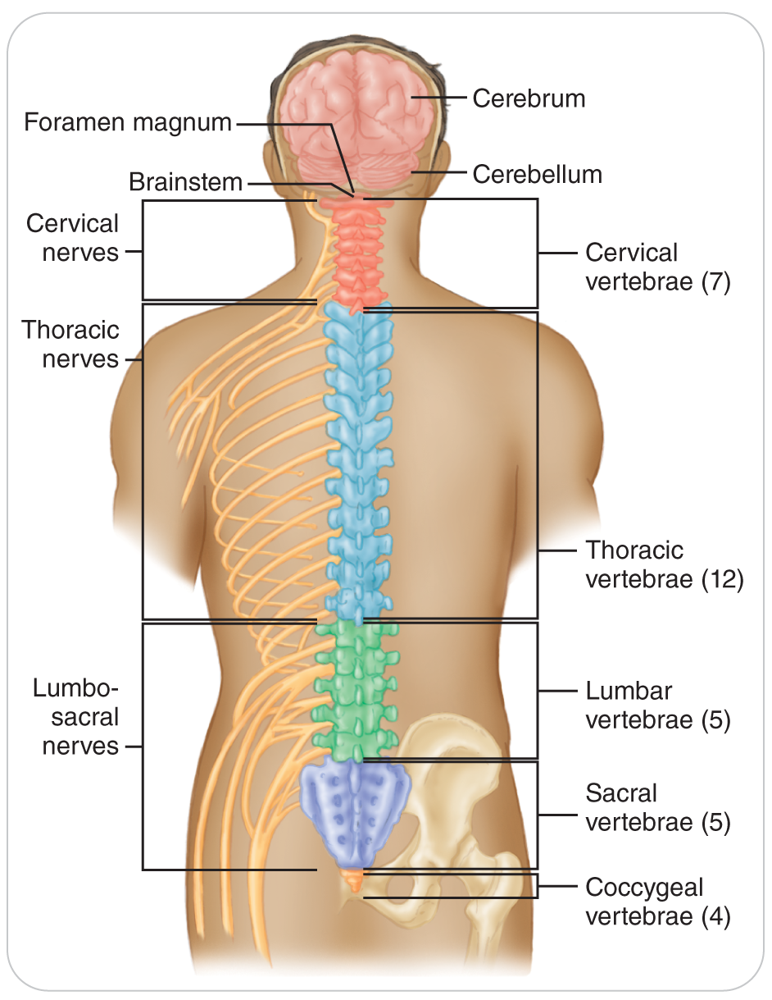 Cerebrum
Foramen magnum
Cerebellum
Brainstem
Cervical
nerves
Cervical
vertebrae (7)
Thoracic
nerves
Thoracic
vertebrae (12)
Lumbo-
sacral
nerves
Lumbar
vertebrae (5)
Sacral
vertebrae (5)
Coccygeal
vertebrae (4)